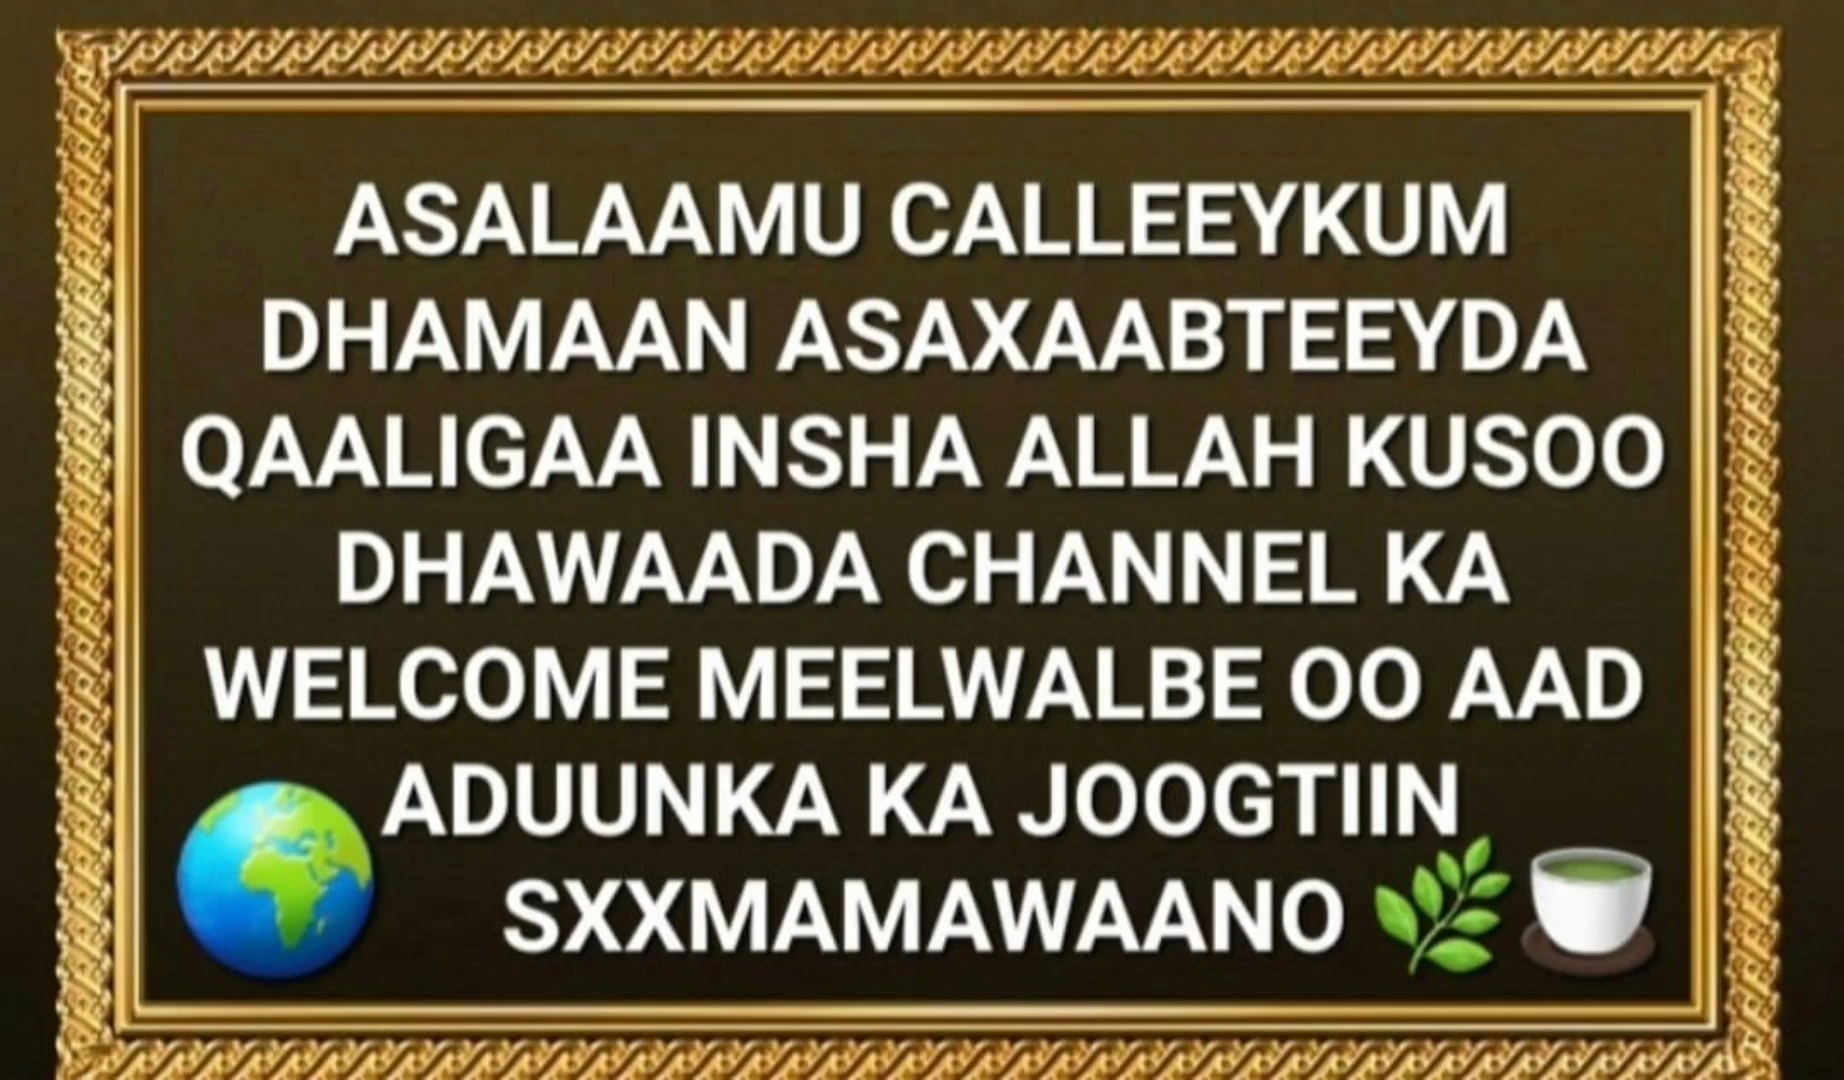 ASALAAMU CALLEEYKUM
DHAMAAN ASAXAABTEEYDA
QAALIGAA INSHA ALLAH KUSOO
DHAWAADA CHANNEL KA
WELCOME MEELWALBE OO AAD
ADUUNKA KA JOOGTIIN
SXXMAMAWAANO